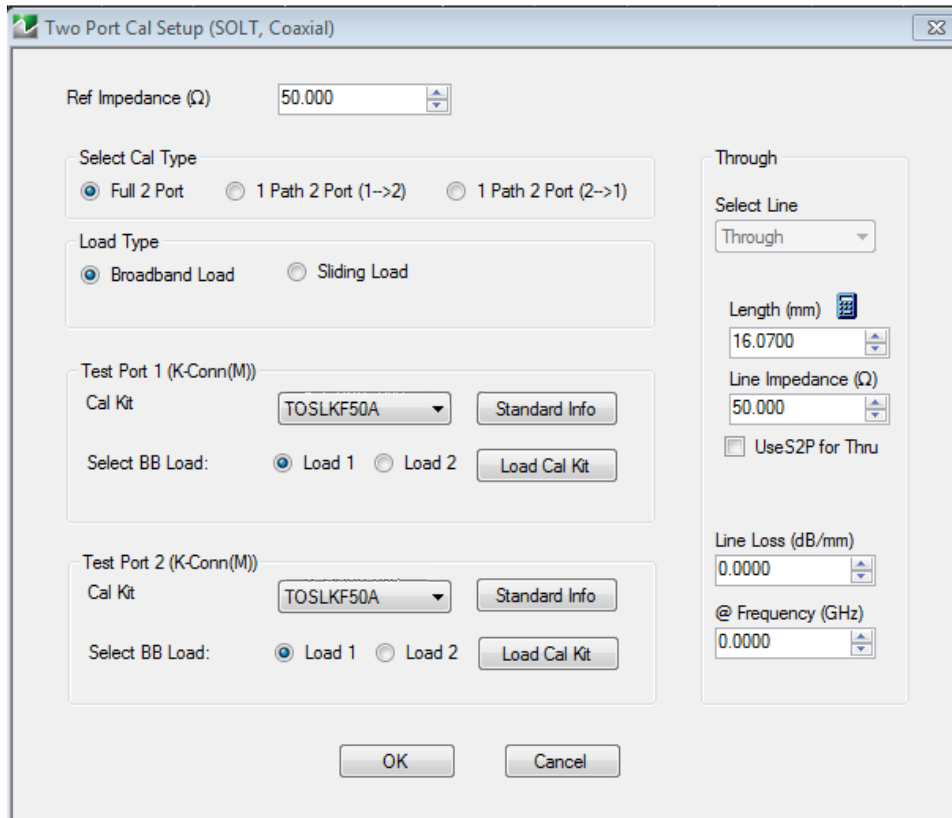 Two Port Cal Setup (SOLT, Coaxial)
Ref Impedance (Ω)
50.000
Select Cal Type
Full 2 Port
1 Path 2 Port (1-->2)
1 Path 2 Port (2-->1)
Load Type
Broadband Load
Sliding Load
Test Port 1 (K-Conn(M))
Cal Kit
TOSLKF50A
Standard Info
Select BB Load:
Load 1
Load 2
Load Cal Kit
Test Port 2 (K-Conn(M))
Cal Kit
TOSLKF50A
Standard Info
Select BB Load:
Load 1
Load 2
Load Cal Kit
Through
Select Line
Through
Length (mm)
16.0700
Line Impedance (Ω)
50.000
UseS2P for Thru
Line Loss (dB/mm)
0.0000
@ Frequency (GHz)
0.0000
OK
Cancel